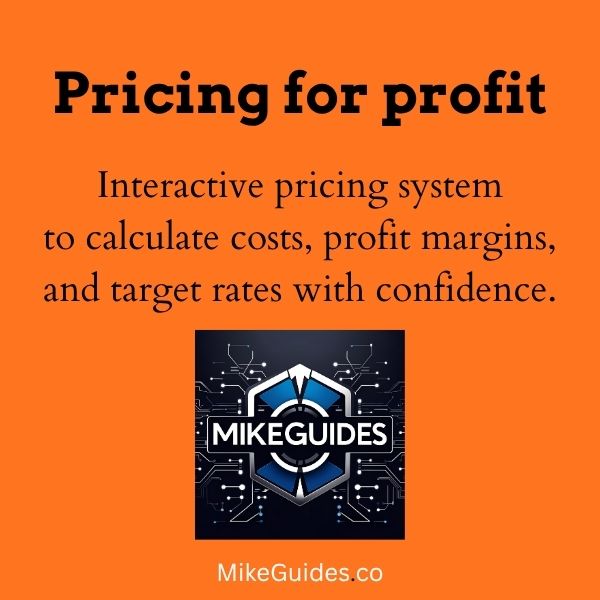 Pricing for profit
Interactive pricing system
to calculate costs, profit margins,
and target rates with confidence.
MIKEGUIDES
MikeGuides.co